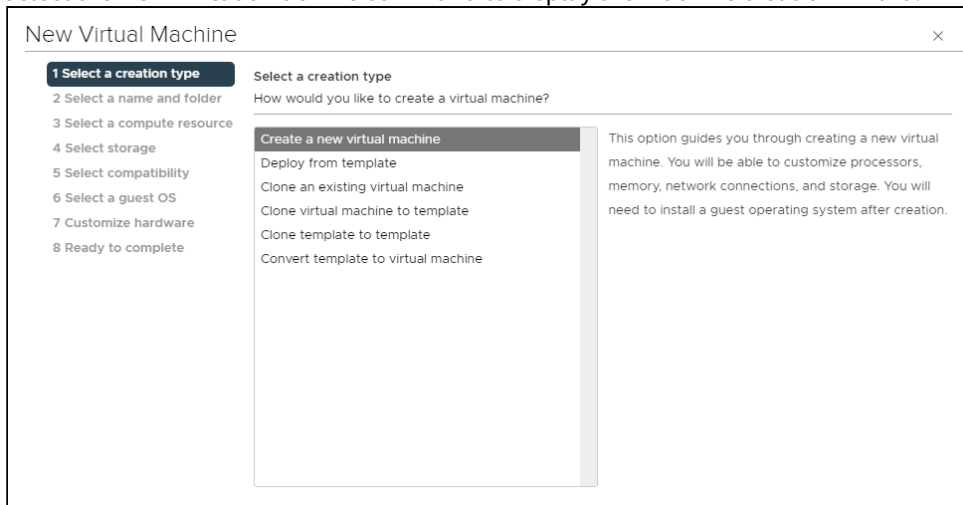 New Virtual Machine
1 Select a creation type
2 Select a name and folder
3 Select a compute resource
4 Select storage
5 Select compatibility
6 Select a guest OS
7 Customize hardware
8 Ready to complete
Select a creation type
How would you like to create a virtual machine?
Create a new virtual machine
Deploy from template
Clone an existing virtual machine
Clone virtual machine to template
Clone template to template
Convert template to virtual machine
This option guides you through creating a new virtual
machine. You will be able to customize processors,
memory, network connections, and storage. You will
need to install a guest operating system after creation.